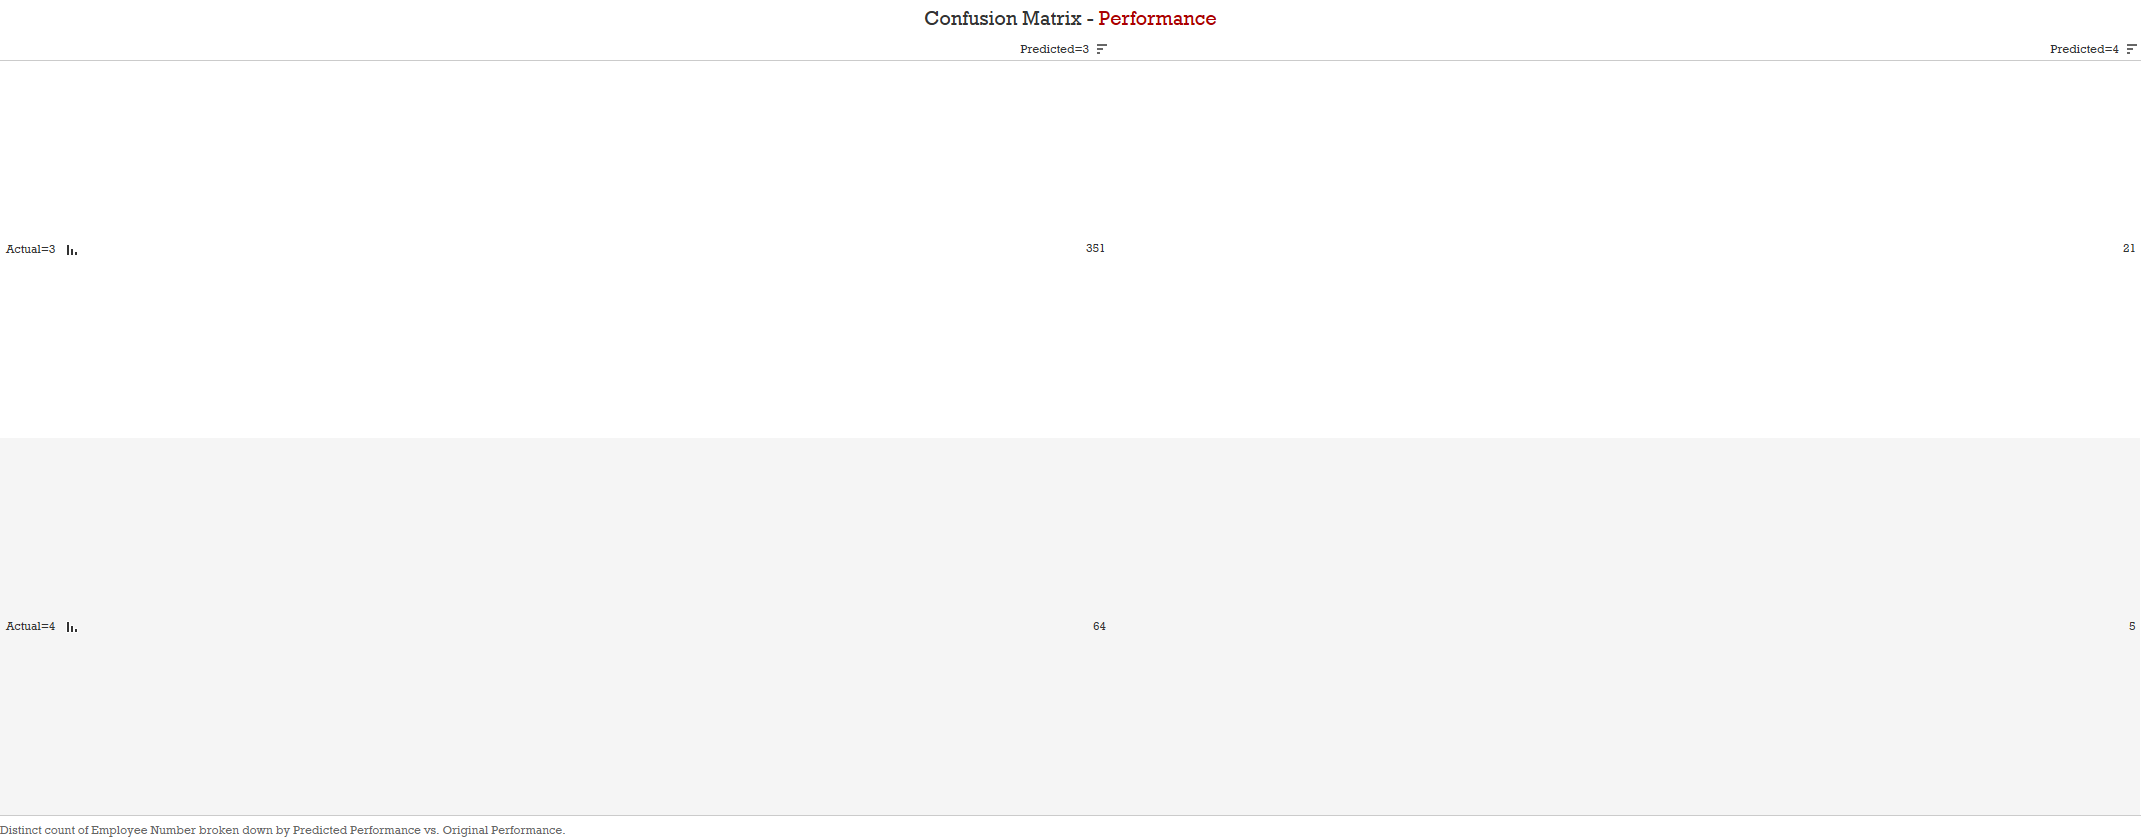 Confusion Matrix - Performance
Predicted=3 Predicted=4
Actual=3 351 21
Actual=4 64 5
Distinct count of Employee Number broken down by Predicted Performance vs. Original Performance.